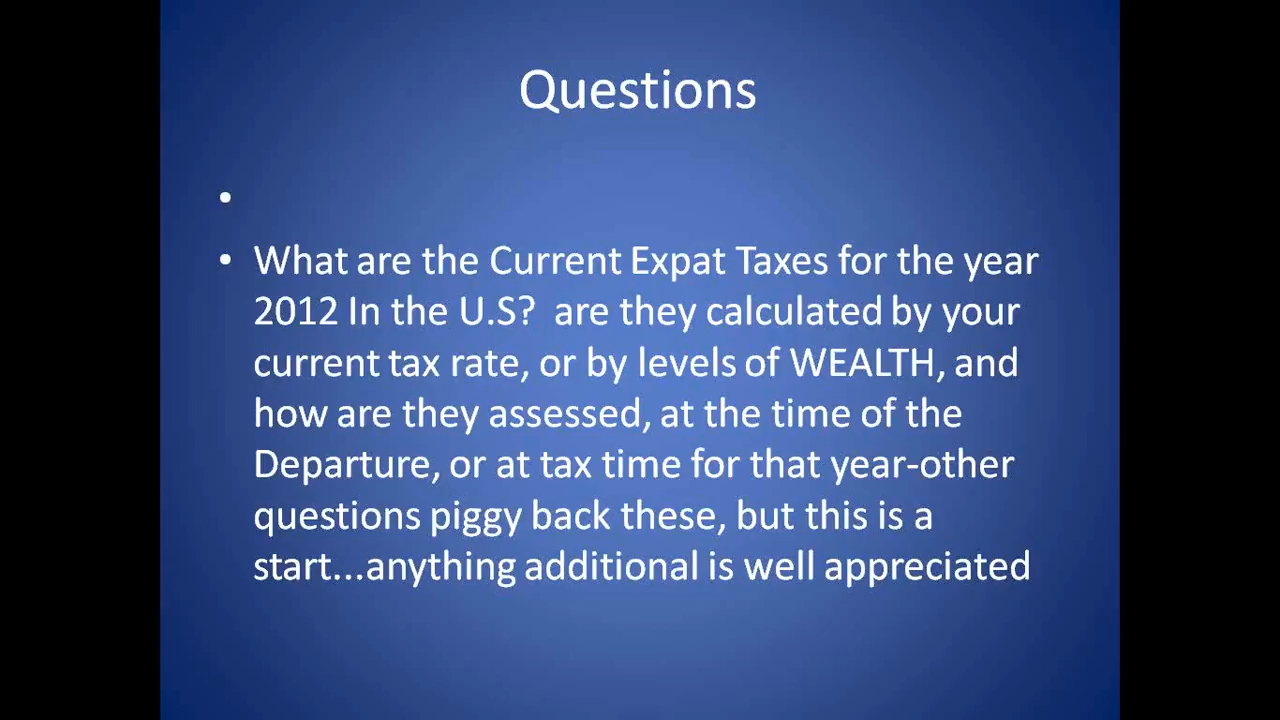 Questions
•
• What are the Current Expat Taxes for the year
2012 In the U.S?  are they calculated by your
current tax rate, or by levels of WEALTH, and
how are they assessed, at the time of the
Departure, or at tax time for that year-other
questions piggy back these, but this is a
start...anything additional is well appreciated